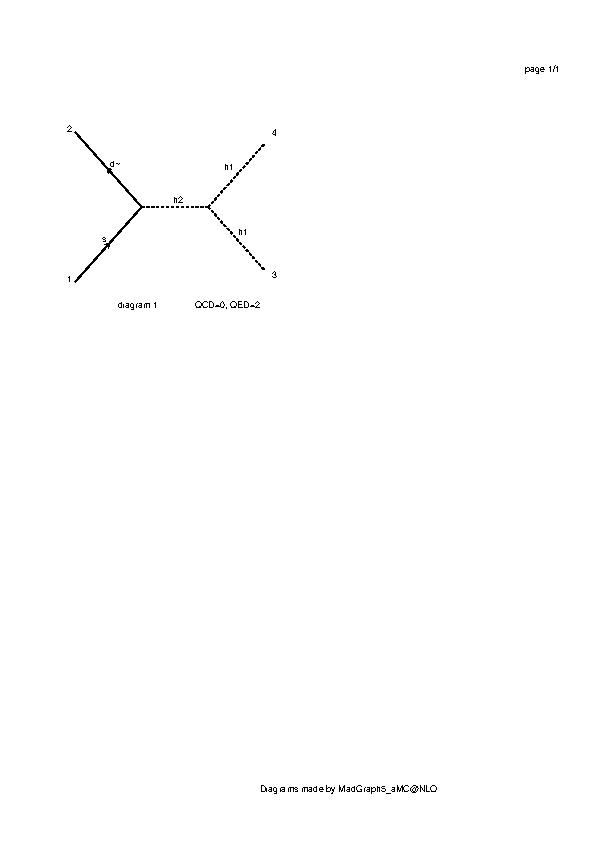 page 1/1
2
4
d~
h1
h2
s
h1
1
3
diagram 1 QCD=0, QED=2
Diagrams made by MadGraph5_aMC@NLO